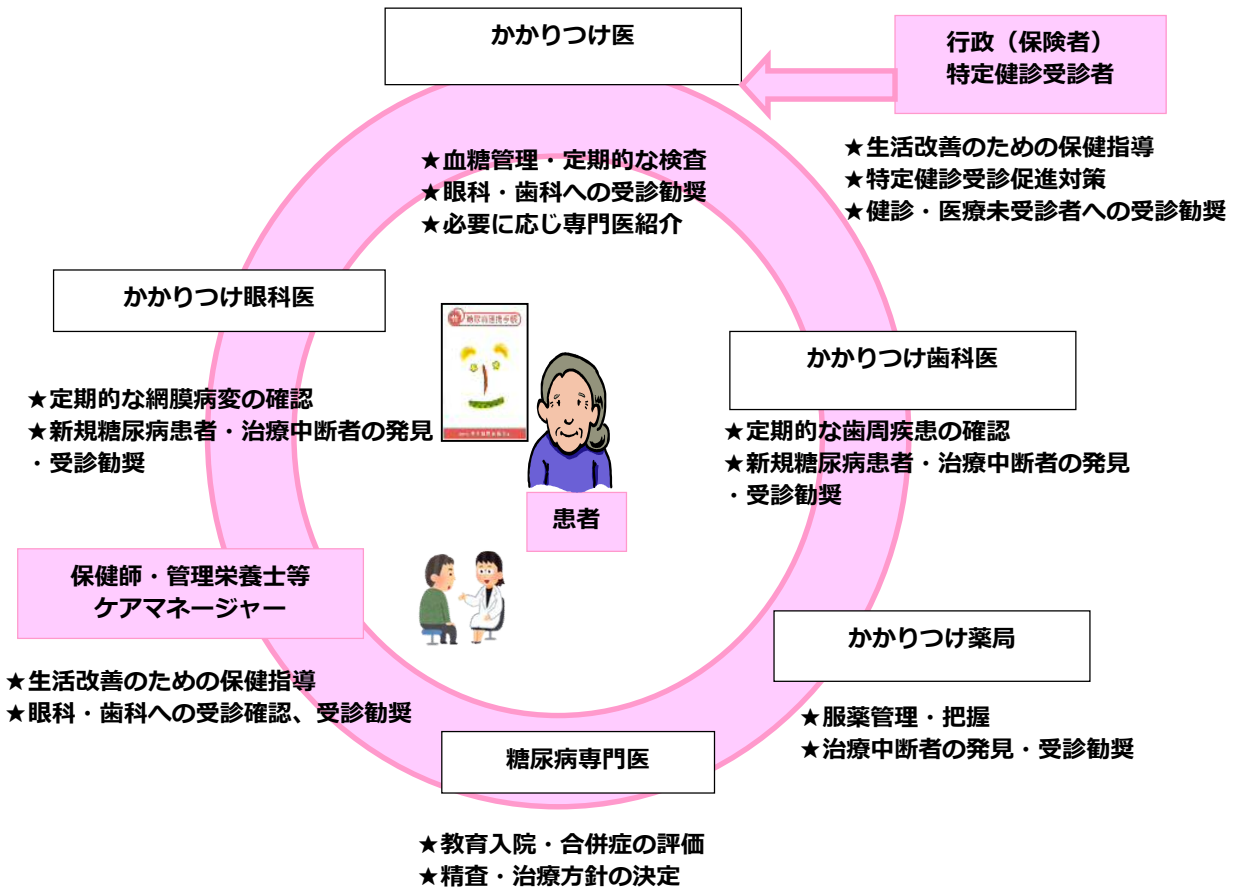 かかりつけ医
行政（保険者）
特定健診受診者
★血糖管理・定期的な検査
★眼科・歯科への受診勧奨
★必要に応じ専門医紹介
★生活改善のための保健指導
★特定健診受診促進対策
★健診・医療未受診者への受診勧奨
かかりつけ眼科医
★定期的な網膜病変の確認
★新規糖尿病患者・治療中断者の発見
・受診勧奨
糖尿病連携手帳
患者
かかりつけ歯科医
★定期的な歯周疾患の確認
★新規糖尿病患者・治療中断者の発見
・受診勧奨
保健師・管理栄養士等
ケアマネージャー
★生活改善のための保健指導
★眼科・歯科への受診確認、受診勧奨
かかりつけ薬局
★服薬管理・把握
★治療中断者の発見・受診勧奨
糖尿病専門医
★教育入院・合併症の評価
★精査・治療方針の決定